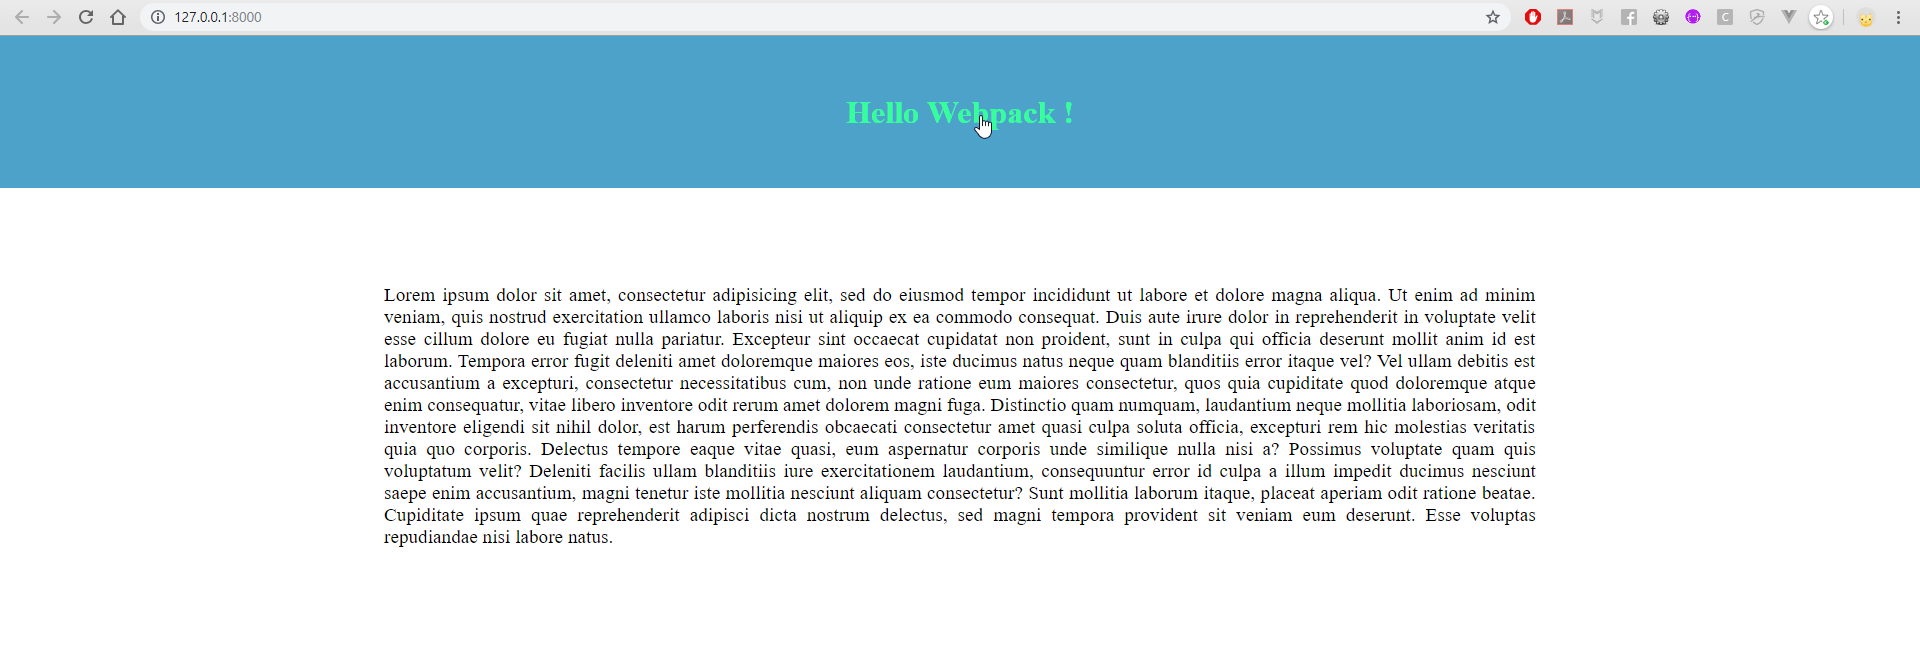 127.0.0.1:8000
Hello Webpack !
Lorem ipsum dolor sit amet, consectetur adipisicing elit, sed do eiusmod tempor incididunt ut labore et dolore magna aliqua. Ut enim ad minim
veniam, quis nostrud exercitation ullamco laboris nisi ut aliquip ex ea commodo consequat. Duis aute irure dolor in reprehenderit in voluptate velit
esse cillum dolore eu fugiat nulla pariatur. Excepteur sint occaecat cupidatat non proident, sunt in culpa qui officia deserunt mollit anim id est
laborum. Tempora error fugit deleniti amet doloremque maiores eos, iste ducimus natus neque quam blanditiis error itaque vel? Vel ullam debitis est
accusantium a excepturi, consectetur necessitatibus cum, non unde ratione eum maiores consectetur, quos quia cupiditate quod doloremque atque
enim consequatur, vitae libero inventore odit rerum amet dolorem magni fuga. Distinctio quam numquam, laudantium neque mollitia laboriosam, odit
inventore eligendi sit nihil dolor, est harum perferendis obcaecati consectetur amet quasi culpa soluta officia, excepturi rem hic molestias veritatis
quia quo corporis. Delectus tempore eaque vitae quasi, eum aspernatur corporis unde similique nulla nisi a? Possimus voluptate quam quis
voluptatum velit? Deleniti facilis ullam blanditiis iure exercitationem laudantium, consequuntur error id culpa a illum impedit ducimus nesciunt
saepe enim accusantium, magni tenetur iste mollitia nesciunt aliquam consectetur? Sunt mollitia laborum itaque, placeat aperiam odit ratione beatae.
Cupiditate ipsum quae reprehenderit adipisci dicta nostrum delectus, sed magni tempora provident sit veniam eum deserunt. Esse voluptas
repudiandae nisi labore natus.